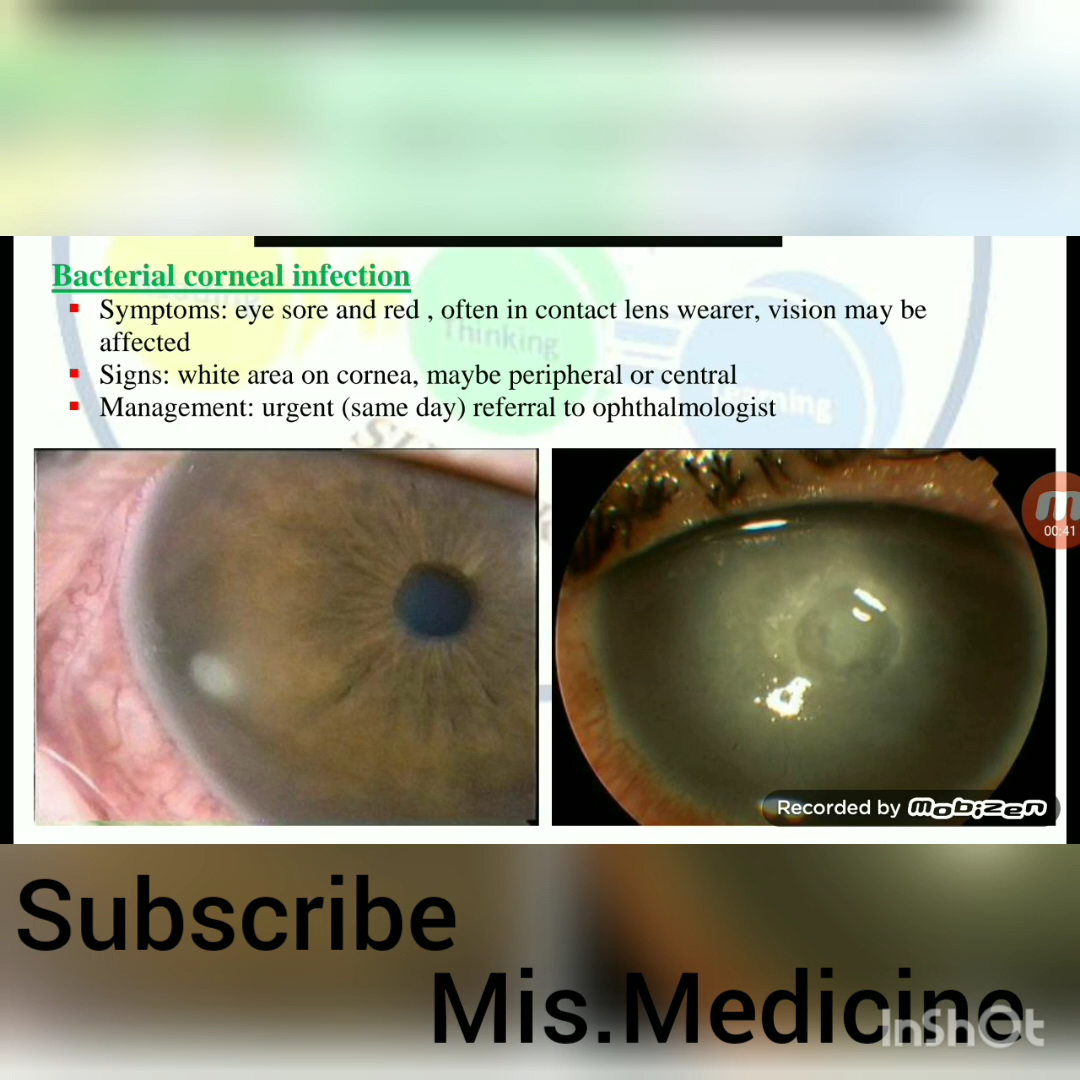 Bacterial corneal infection
Symptoms: eye sore and red , often in contact lens wearer, vision may be
affected
Signs: white area on cornea, maybe peripheral or central
Management: urgent (same day) referral to ophthalmologist
Thinking
00:41
Recorded by Mobizen
Subscribe
Mis.Medicine
InShOt